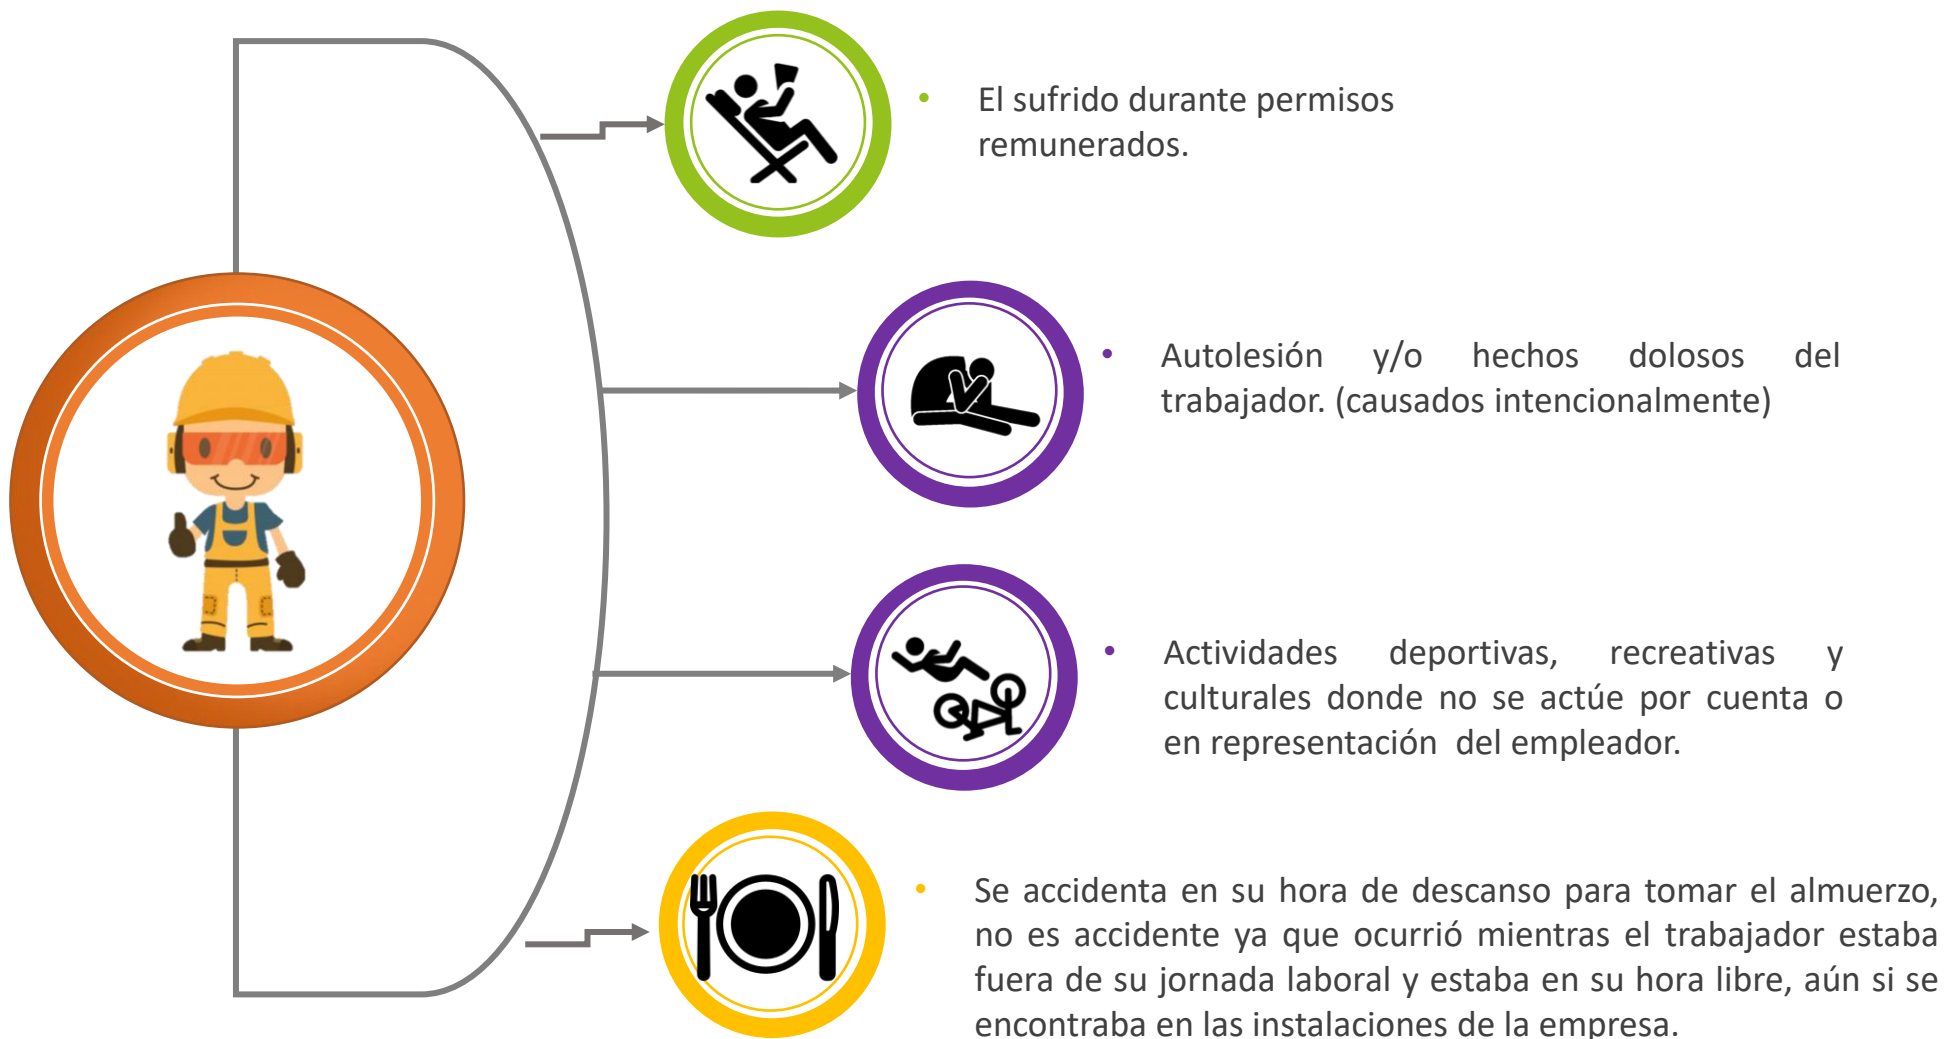 • El sufrido durante permisos
remunerados.
• Autolesión y/o hechos dolosos del
trabajador. (causados intencionalmente)
• Actividades deportivas, recreativas y
culturales donde no se actúe por cuenta o
en representación del empleador.
• Se accidenta en su hora de descanso para tomar el almuerzo,
no es accidente ya que ocurrió mientras el trabajador estaba
fuera de su jornada laboral y estaba en su hora libre, aún si se
encontraba en las instalaciones de la empresa.